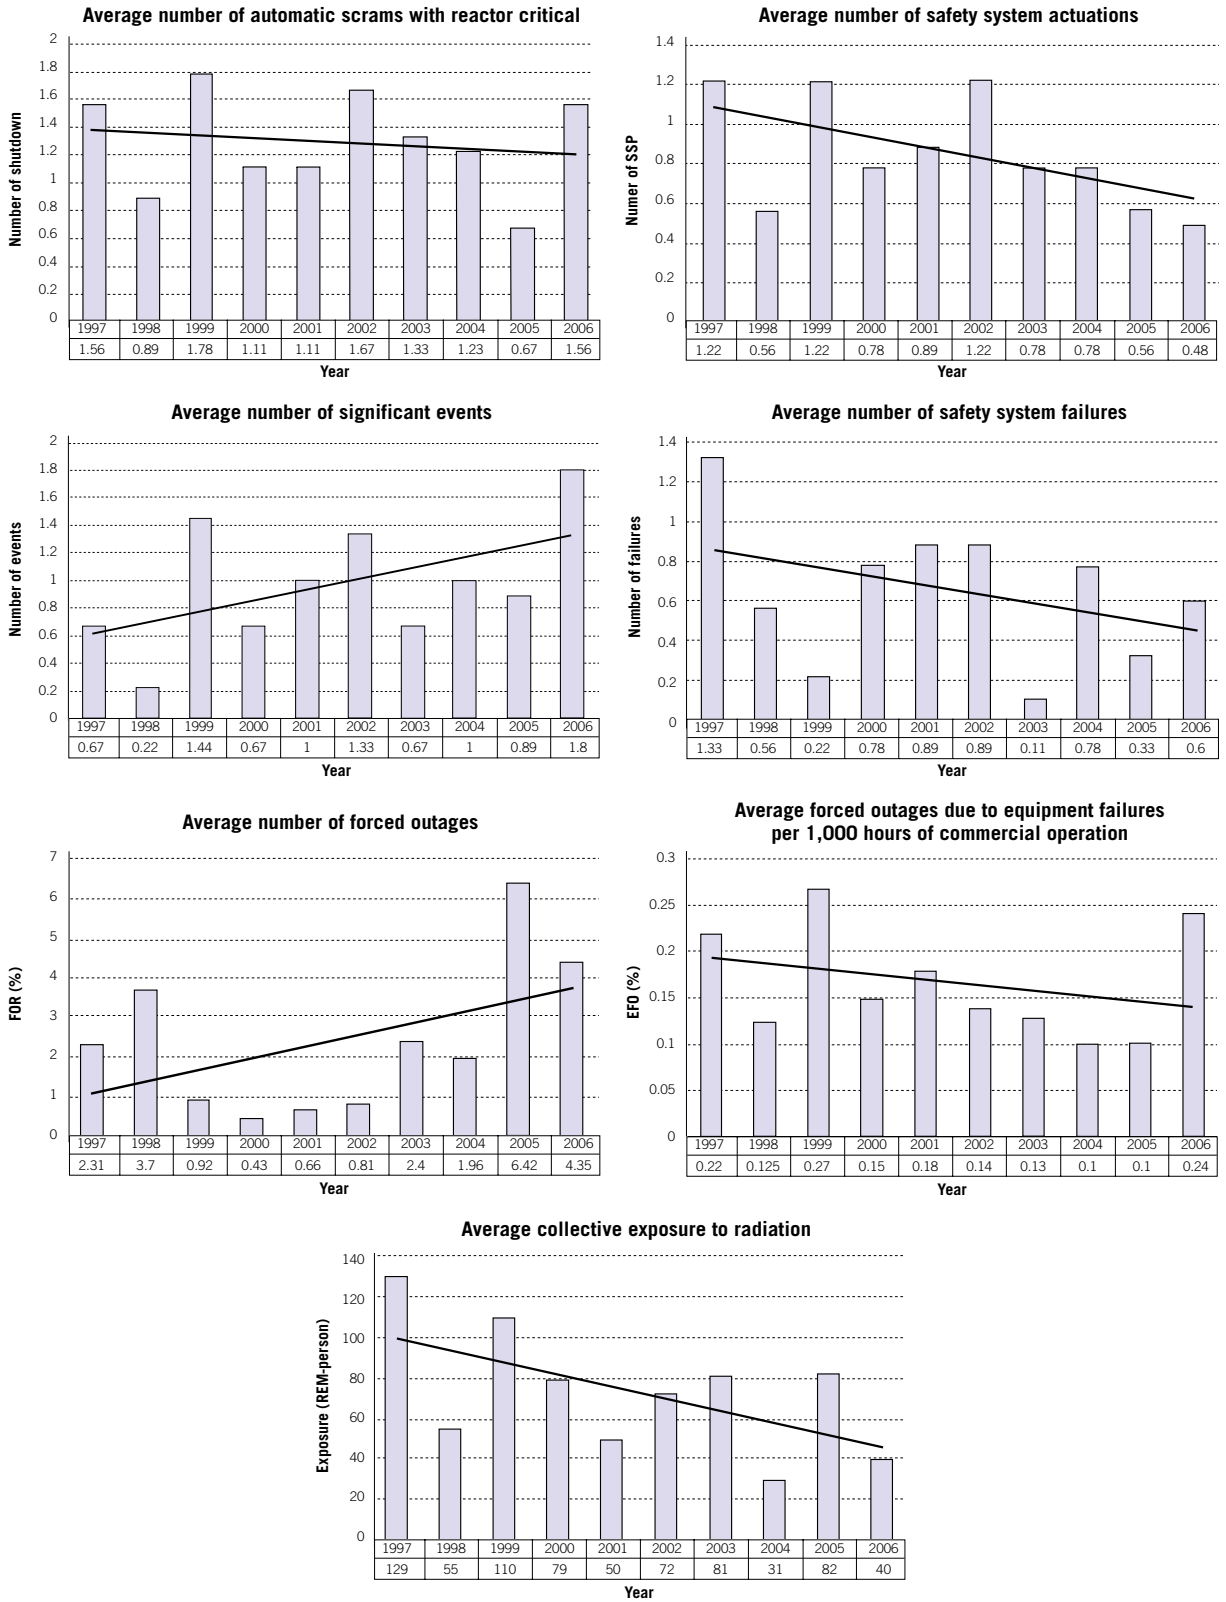 Average number of automatic scrams with reactor critical
Number of shutdown
2
1.8
1.6
1.4
1.2
1
0.8
0.6
0.4
0.2
0
1997 1998 1999 2000 2001 2002 2003 2004 2005 2006
1.56 0.89 1.78 1.11 1.11 1.67 1.33 1.23 0.67 1.56
Year
Average number of safety system actuations
Numer of SSP
1.4
1.2
1
0.8
0.6
0.4
0.2
0
1997 1998 1999 2000 2001 2002 2003 2004 2005 2006
1.22 0.56 1.22 0.78 0.89 1.22 0.78 0.78 0.56 0.48
Year
Average number of significant events
Number of events
2
1.8
1.6
1.4
1.2
1
0.8
0.6
0.4
0.2
0
1997 1998 1999 2000 2001 2002 2003 2004 2005 2006
0.67 0.22 1.44 0.67 1 1.33 0.67 1 0.89 1.8
Year
Average number of safety system failures
Number of failures
1.4
1.2
1
0.8
0.6
0.4
0.2
0
1997 1998 1999 2000 2001 2002 2003 2004 2005 2006
1.33 0.56 0.22 0.78 0.89 0.89 0.11 0.78 0.33 0.6
Year
Average number of forced outages
FOR (%)
7
6
5
4
3
2
1
0
1997 1998 1999 2000 2001 2002 2003 2004 2005 2006
2.31 3.7 0.92 0.43 0.66 0.81 2.4 1.96 6.42 4.35
Year
Average forced outages due to equipment failures
per 1,000 hours of commercial operation
EFO (%)
0.3
0.25
0.2
0.15
0.1
0.05
0
1997 1998 1999 2000 2001 2002 2003 2004 2005 2006
0.22 0.125 0.27 0.15 0.18 0.14 0.13 0.1 0.1 0.24
Year
Average collective exposure to radiation
Exposure (REM-person)
140
120
100
80
60
40
20
0
1997 1998 1999 2000 2001 2002 2003 2004 2005 2006
129 55 110 79 50 72 81 31 82 40
Year